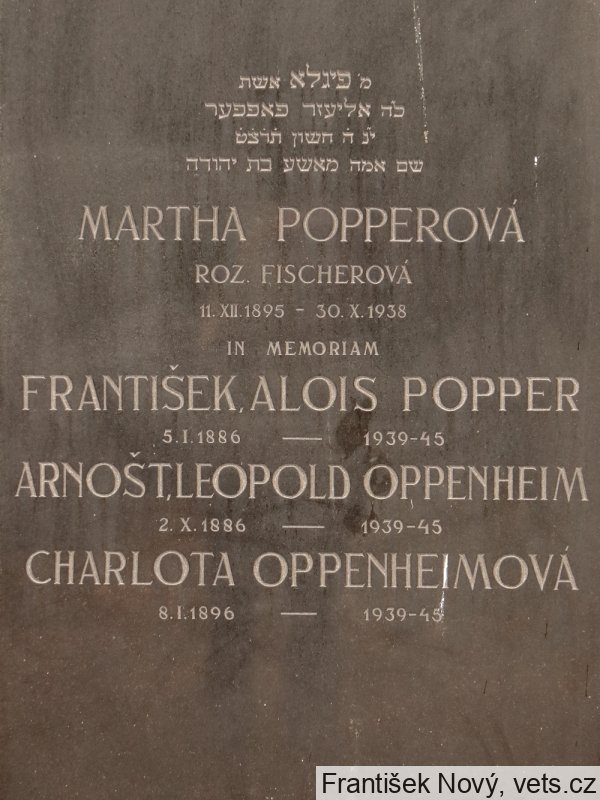 מ׳ פיגלא אשת
כ׳ה אליעזר פאפפער
ז׳ נ׳ ה׳ חשון תרצט
שם אמה מאשע בת יהודה
MARTHA POPPEROVÁ
ROZ. FISCHEROVÁ
11. XII. 1895 – 30. X. 1938
IN MEMORIAM
FRANTIŠEK, ALOIS POPPER
5. I. 1886 — 1939-45
ARNOŠT, LEOPOLD OPPENHEIM
2. X. 1886 — 1939-45
CHARLOTA OPPENHEIMOVÁ
8. I. 1896 — 1939-45
František Nový, vets.cz